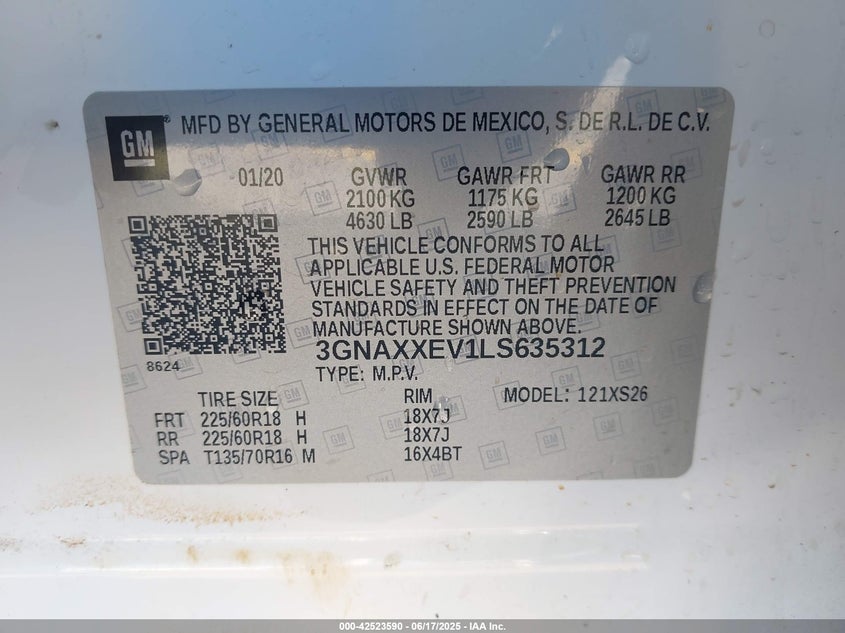 GM ® MFD BY GENERAL MOTORS DE MEXICO, S. DE R.L. DE C.V.
01/20 GVWR GAWR FRT GAWR RR
2100 KG 1175 KG 1200 KG
4630 LB 2590 LB 2645 LB
THIS VEHICLE CONFORMS TO ALL
APPLICABLE U.S. FEDERAL MOTOR
VEHICLE SAFETY AND THEFT PREVENTION
STANDARDS IN EFFECT ON THE DATE OF
MANUFACTURE SHOWN ABOVE.
8624 3GNAXXEV1LS635312
TYPE: M.P.V.
TIRE SIZE RIM MODEL: 121XS26
FRT 225/60R18 H 18X7J
RR 225/60R18 H 18X7J
SPA T135/70R16 M 16X4BT
000-42523590 - 06/17/2025 - IAA Inc.